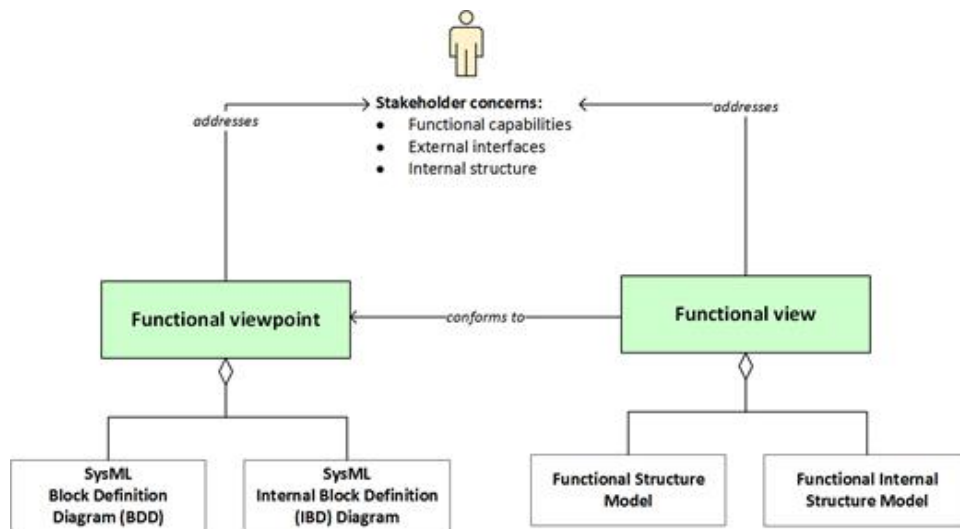 Stakeholder concerns:
addresses
addresses
● Functional capabilities
● External interfaces
● Internal structure
Functional viewpoint
conforms to
Functional view
SysML
Block Definition
Diagram (BDD)
SysML
Internal Block Definition
(IBD) Diagram
Functional Structure
Model
Functional Internal
Structure Model